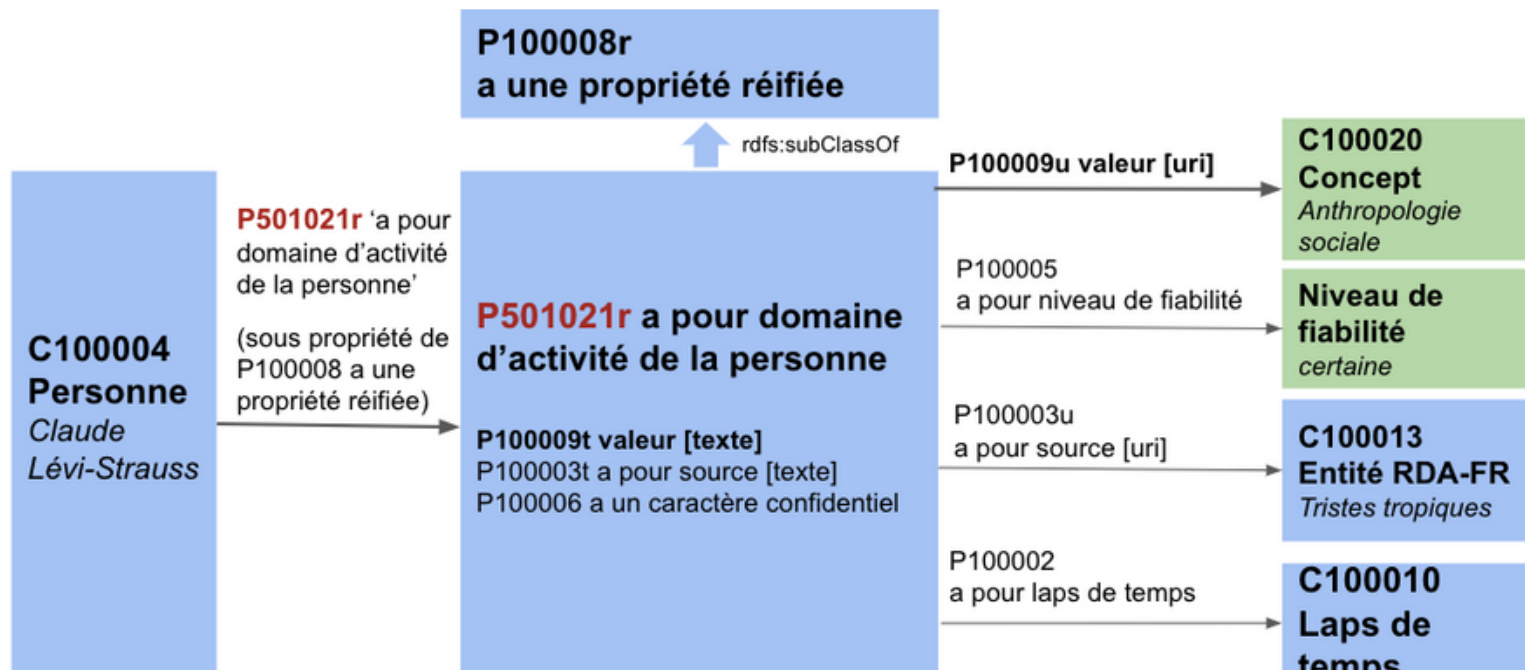 P100008r
a une propriété réifiée
rdfs:subClassOf
C100004
Personne
Claude
Lévi-Strauss
P501021r ‘a pour
domaine d’activité
de la personne’
(sous propriété de
P100008 a une
propriété réifiée)
P501021r a pour domaine
d’activité de la personne
P100009t valeur [texte]
P100003t a pour source [texte]
P100006 a un caractère confidentiel
P100009u valeur [uri]
C100020
Concept
Anthropologie
sociale
P100005
a pour niveau de fiabilité
Niveau de
fiabilité
certaine
P100003u
a pour source [uri]
C100013
Entité RDA-FR
Tristes tropiques
P100002
a pour laps de temps
C100010
Laps de
temps